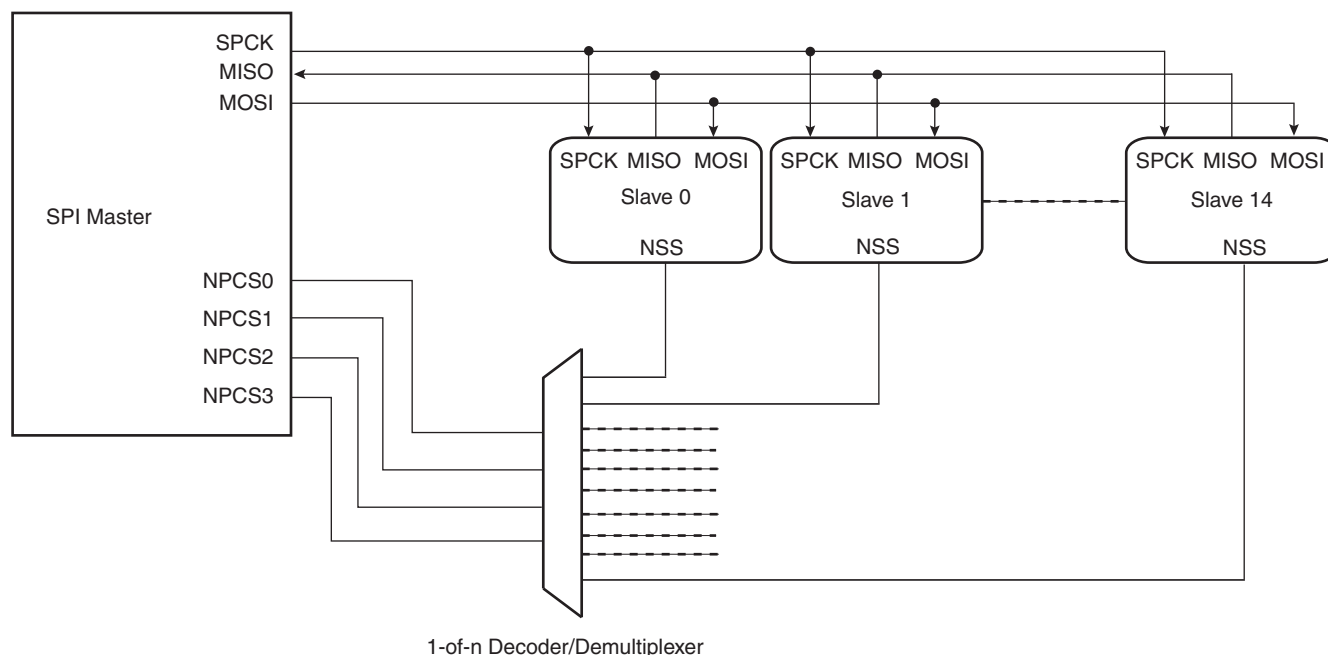 SPCK
MISO
MOSI
SPI Master
NPCS0
NPCS1
NPCS2
NPCS3
SPCK MISO MOSI
Slave 0
NSS
SPCK MISO MOSI
Slave 1
NSS
SPCK MISO MOSI
Slave 14
NSS
1-of-n Decoder/Demultiplexer